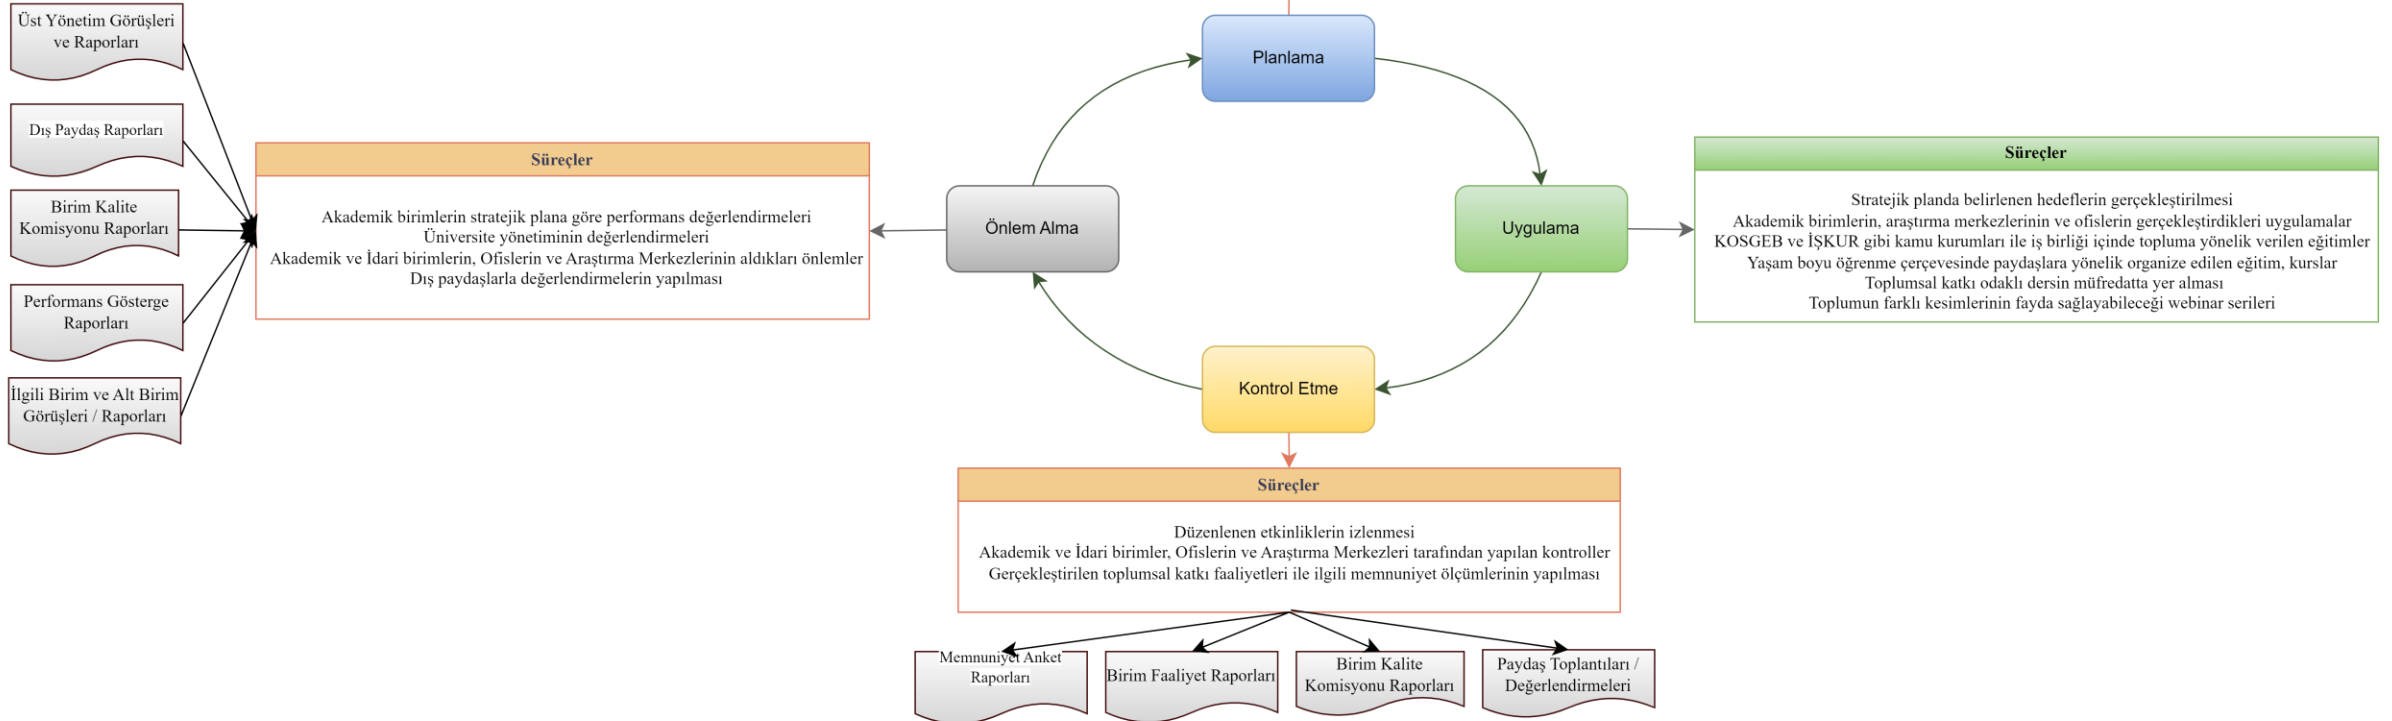 Üst Yönetim Görüşleri
ve Raporları
Dış Paydaş Raporları
Birim Kalite
Komisyonu Raporları
Performans Gösterge
Raporları
İlgili Birim ve Alt Birim
Görüşleri / Raporları
Süreçler
Akademik birimlerin stratejik plana göre performans değerlendirmeleri
Üniversite yönetiminin değerlendirmeleri
Akademik ve İdari birimlerin, Ofislerin ve Araştırma Merkezlerinin aldıkları önlemler
Dış paydaşlarla değerlendirmelerin yapılması
Planlama
Önlem Alma
Uygulama
Kontrol Etme
Süreçler
Stratejik planda belirlenen hedeflerin gerçekleştirilmesi
Akademik birimlerin, araştırma merkezlerinin ve ofislerin gerçekleştirdikleri uygulamalar
KOSGEB ve İŞKUR gibi kamu kurumları ile iş birliği içinde topluma yönelik verilen eğitimler
Yaşam boyu öğrenme çerçevesinde paydaşlara yönelik organize edilen eğitim, kurslar
Toplumsal katkı odaklı dersin müfredatta yer alması
Toplumun farklı kesimlerinin fayda sağlayabileceği webinar serileri
Süreçler
Düzenlenen etkinliklerin izlenmesi
Akademik ve İdari birimler, Ofislerin ve Araştırma Merkezleri tarafından yapılan kontroller
Gerçekleştirilen toplumsal katkı faaliyetleri ile ilgili memnuniyet ölçümlerinin yapılması
Memnuniyet Anket
Raporları
Birim Faaliyet Raporları
Birim Kalite
Komisyonu Raporları
Paydaş Toplantıları /
Değerlendirmeleri